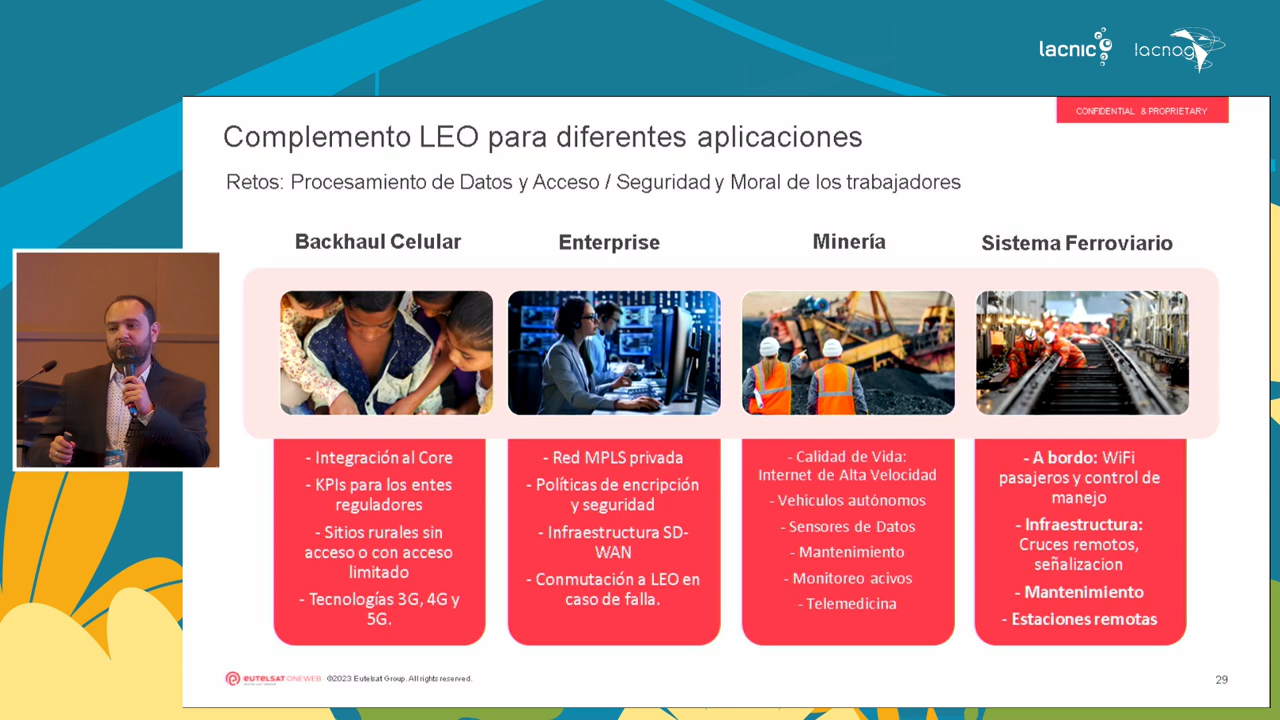 lacnic
lacnog
CONFIDENTIAL & PROPRIETARY
Complemento LEO para diferentes aplicaciones
Retos: Procesamiento de Datos y Acceso / Seguridad y Moral de los trabajadores
Backhaul Celular
Enterprise
Minería
Sistema Ferroviario
- Integración al Core
- KPIs para los entes
reguladores
- Sitios rurales sin
acceso o con acceso
limitado
- Tecnologías 3G, 4G y
5G.
- Red MPLS privada
- Políticas de encripción
y seguridad
- Infraestructura SD-
WAN
- Conmutación a LEO en
caso de falla.
- Calidad de Vida:
Internet de Alta Velocidad
- Vehículos autónomos
- Sensores de Datos
- Mantenimiento
- Monitoreo activos
- Telemedicina
- A bordo: WiFi
pasajeros y control de
manejo
- Infraestructura:
Cruces remotos,
señalizacion
- Mantenimiento
- Estaciones remotas
eutelsat ONEWEB ©2023 Eutelsat Group. All rights reserved.
29